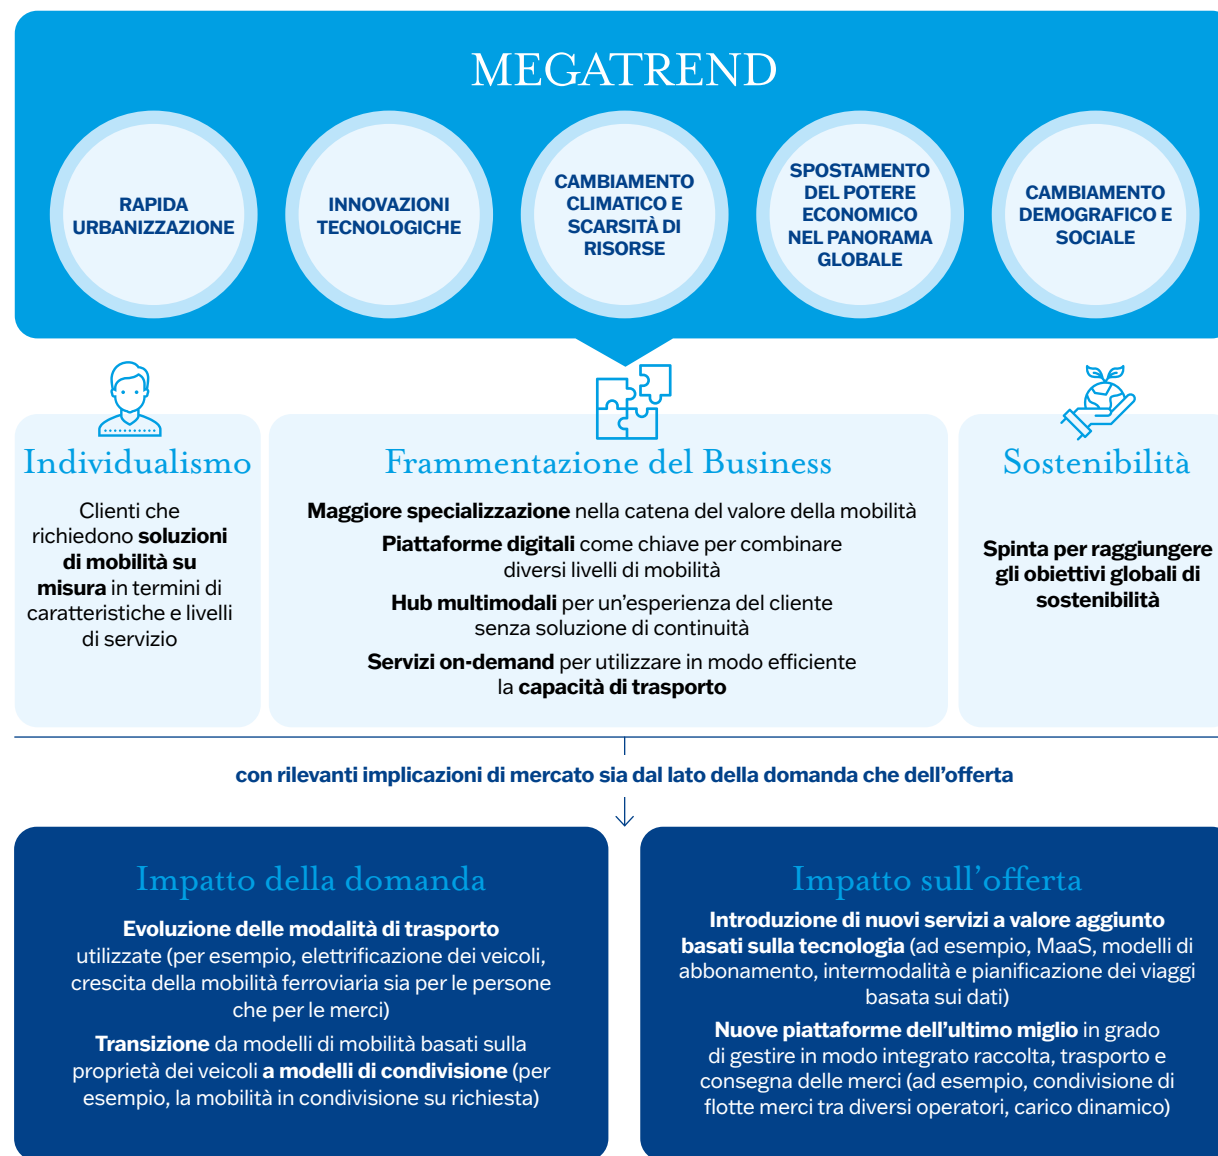 MEGATREND
RAPIDA
URBANIZZAZIONE
INNOVAZIONI
TECNOLOGICHE
CAMBIAMENTO
CLIMATICO E
SCARSITÀ DI
RISORSE
SPOSTAMENTO
DEL POTERE
ECONOMICO
NEL PANORAMA
GLOBALE
CAMBIAMENTO
DEMOGRAFICO E
SOCIALE
Individualismo
Clienti che
richiedono soluzioni
di mobilità su
misura in termini di
caratteristiche e livelli
di servizio
Frammentazione del Business
Maggiore specializzazione nella catena del valore della mobilità
Piattaforme digitali come chiave per combinare
diversi livelli di mobilità
Hub multimodali per un’esperienza del cliente
senza soluzione di continuità
Servizi on-demand per utilizzare in modo efficiente
la capacità di trasporto
Sostenibilità
Spinta per raggiungere
gli obiettivi globali di
sostenibilità
con rilevanti implicazioni di mercato sia dal lato della domanda che dell’offerta
Impatto della domanda
Evoluzione delle modalità di trasporto
utilizzate (per esempio, elettrificazione dei veicoli,
crescita della mobilità ferroviaria sia per le persone
che per le merci)
Transizione da modelli di mobilità basati sulla
proprietà dei veicoli a modelli di condivisione (per
esempio, la mobilità in condivisione su richiesta)
Impatto sull’offerta
Introduzione di nuovi servizi a valore aggiunto
basati sulla tecnologia (ad esempio, MaaS, modelli di
abbonamento, intermodalità e pianificazione dei viaggi
basata sui dati)
Nuove piattaforme dell’ultimo miglio in grado
di gestire in modo integrato raccolta, trasporto e
consegna delle merci (ad esempio, condivisione di
flotte merci tra diversi operatori, carico dinamico)